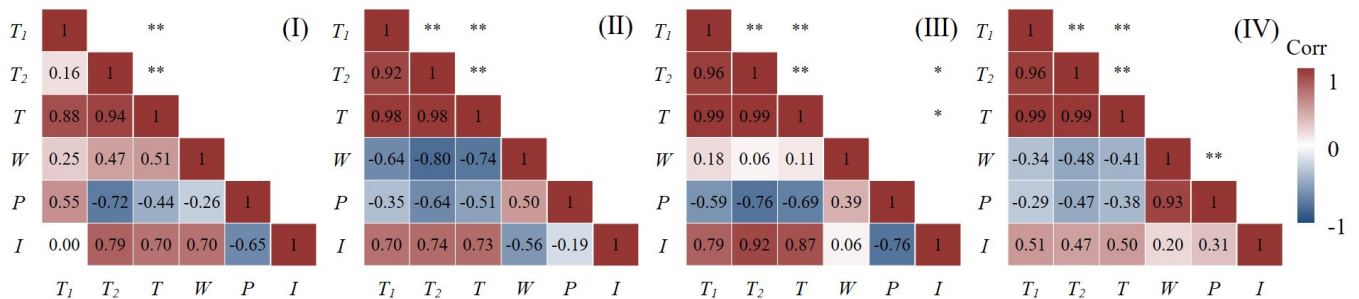 T1 1 ** (I) 1 ** ** (II) 1 ** ** (III) 1 ** ** (IV)
Corr
T2 0.16 1 ** T2 0.92 1 ** T2 0.96 1 ** * T2 0.96 1 **
1
T 0.88 0.94 1 T 0.98 0.98 1 T 0.99 0.99 1 * T 0.99 0.99 1
0
W 0.25 0.47 0.51 1 W -0.64 -0.80 -0.74 1 W 0.18 0.06 0.11 1 W -0.34 -0.48 -0.41 1 **
P 0.55 -0.72 -0.44 -0.26 1 P -0.35 -0.64 -0.51 0.50 1 P -0.59 -0.76 -0.69 0.39 1 P -0.29 -0.47 -0.38 0.93 1
-1
I 0.00 0.79 0.70 0.70 -0.65 1 I 0.70 0.74 0.73 -0.56 -0.19 1 I 0.79 0.92 0.87 0.06 -0.76 1 I 0.51 0.47 0.50 0.20 0.31 1
T1 T2 T W P I T1 T2 T W P I T1 T2 T W P I T1 T2 T W P I